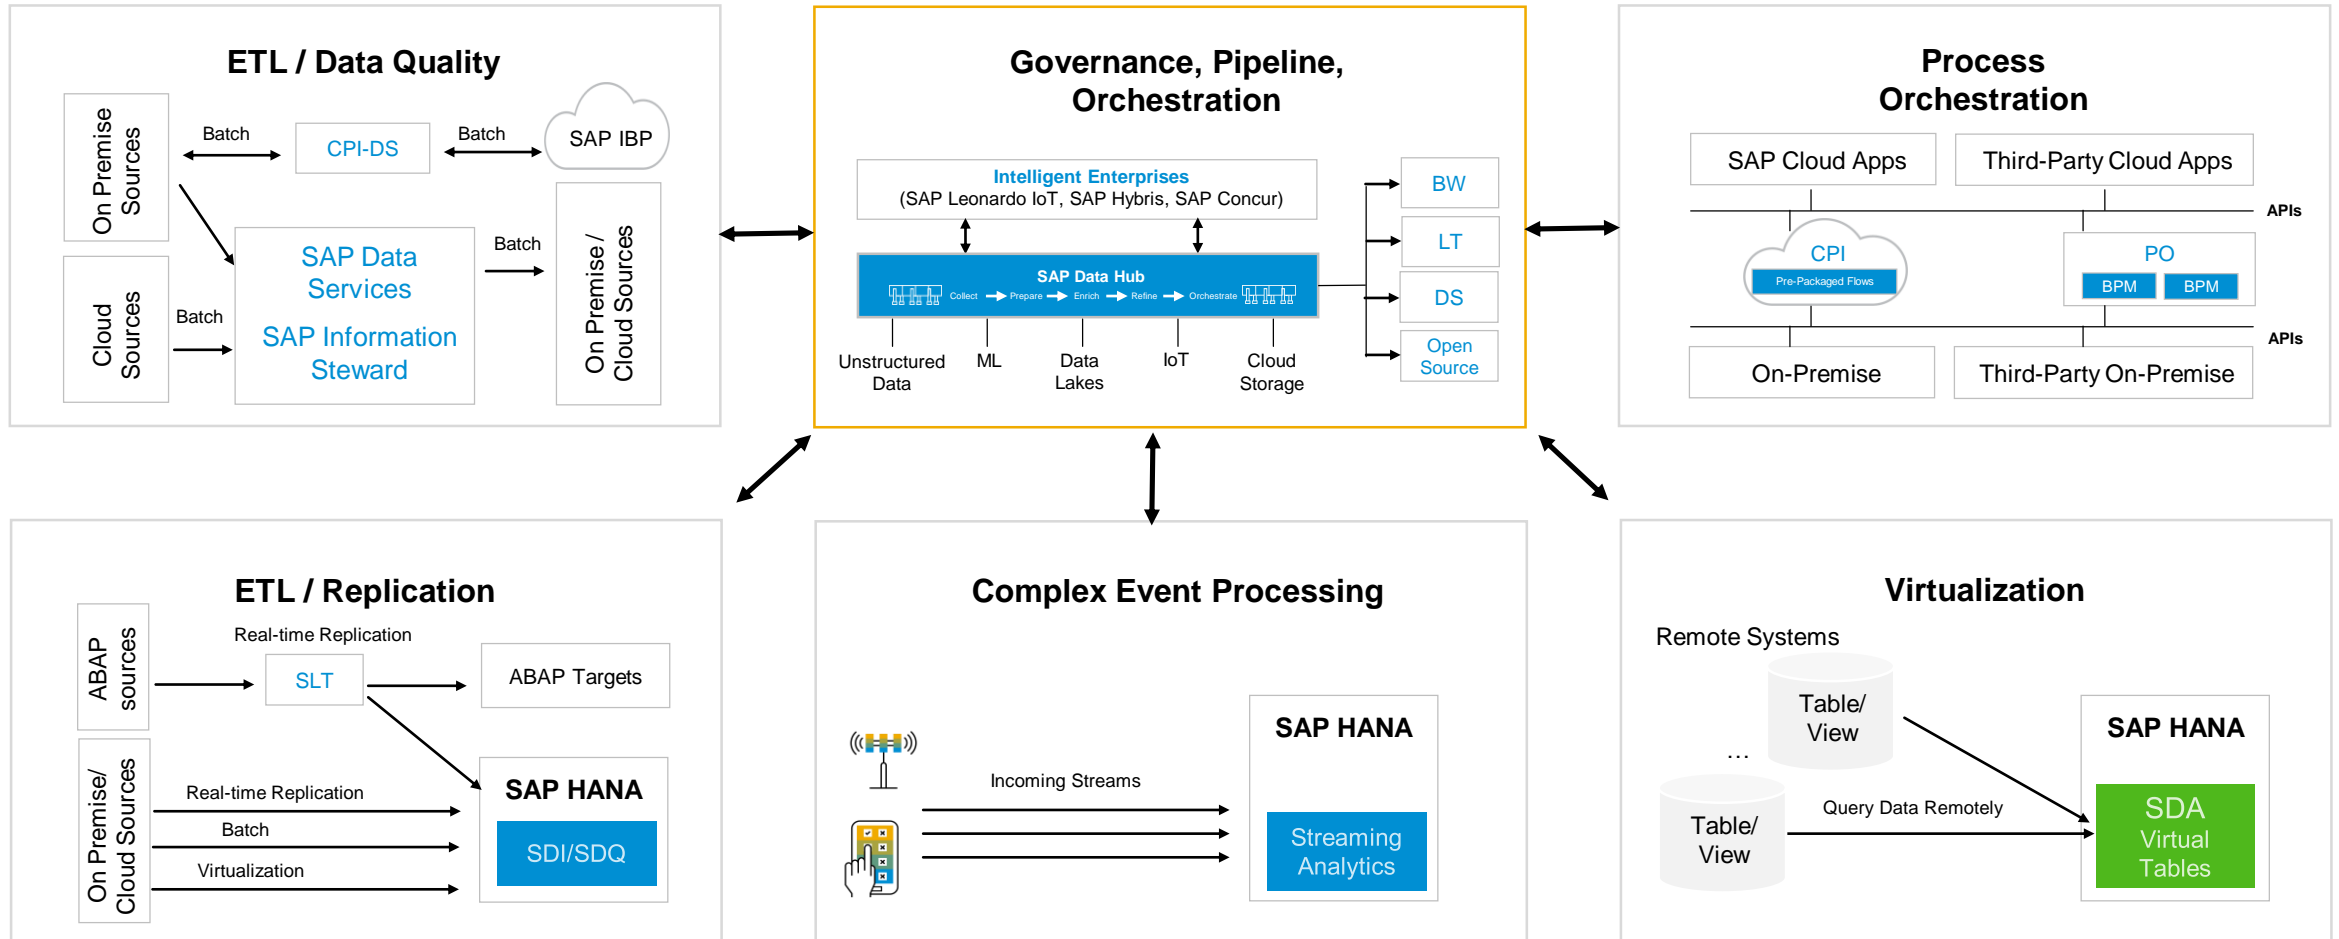 ETL / Data Quality
On Premise
Sources
Batch
CPI-DS
Batch
SAP IBP
Cloud
Sources
Batch
SAP Data
Services
SAP Information
Steward
Batch
On Premise /
Cloud Sources
Governance, Pipeline,
Orchestration
Intelligent Enterprises
(SAP Leonardo IoT, SAP Hybris, SAP Concur)
SAP Data Hub
Collect
Prepare
Enrich
Refine
Orchestrate
Unstructured
Data
ML
Data
Lakes
IoT
Cloud
Storage
BW
LT
DS
Open
Source
Process
Orchestration
SAP Cloud Apps
Third-Party Cloud Apps
APIs
CPI
Pre-Packaged Flows
PO
BPM
BPM
APIs
On-Premise
Third-Party On-Premise
ETL / Replication
ABAP
sources
Real-time Replication
SLT
ABAP Targets
On Premise/
Cloud Sources
Real-time Replication
Batch
Virtualization
SAP HANA
SDI/SDQ
Complex Event Processing
Incoming Streams
SAP HANA
Streaming
Analytics
Virtualization
Remote Systems
Table/
View
...
Table/
View
Query Data Remotely
SAP HANA
SDA
Virtual
Tables